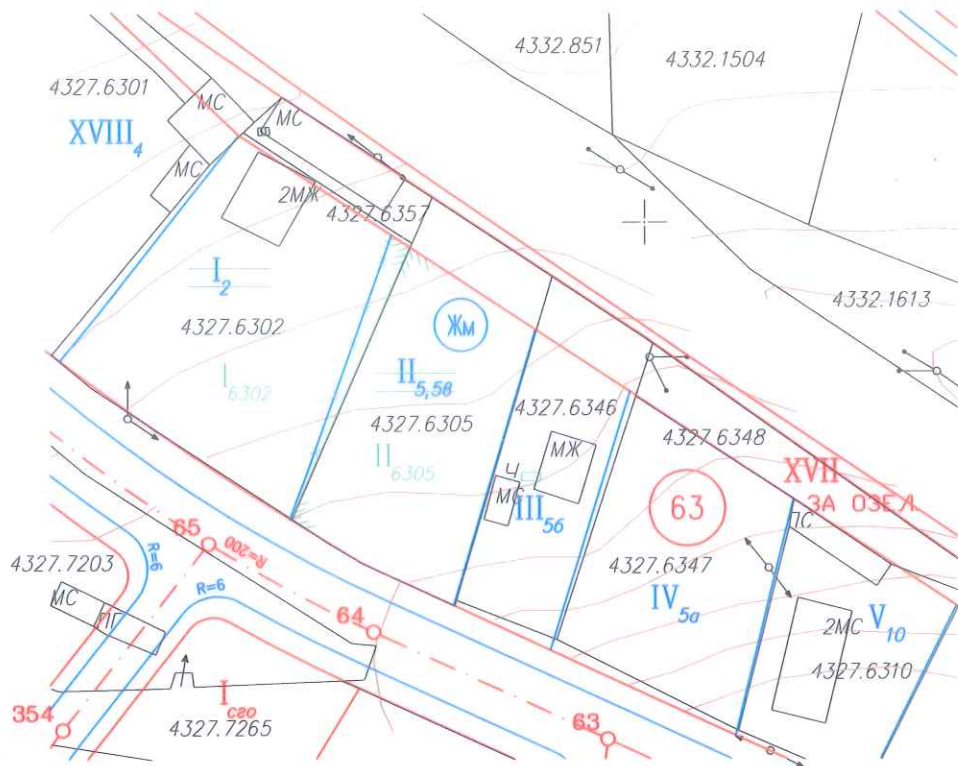 4332.851
4332.1504
4327.6301
XVIII4
МС
МС
МС
2МЖ
4327.6357
4332.1613
I2
4327.6302
I6302
Жм
II5,5в
4327.6305
II6305
4327.6346
МЖ
Ч
МС
III5б
4327.6348
XVII
ЗА ОЗЕЛ
63
ПС
4327.6347
IV5а
V10
2МС
4327.6310
65
R=200
R=6
R=6
4327.7203
МС
ПГ
64
63
354
Iсго
4327.7265